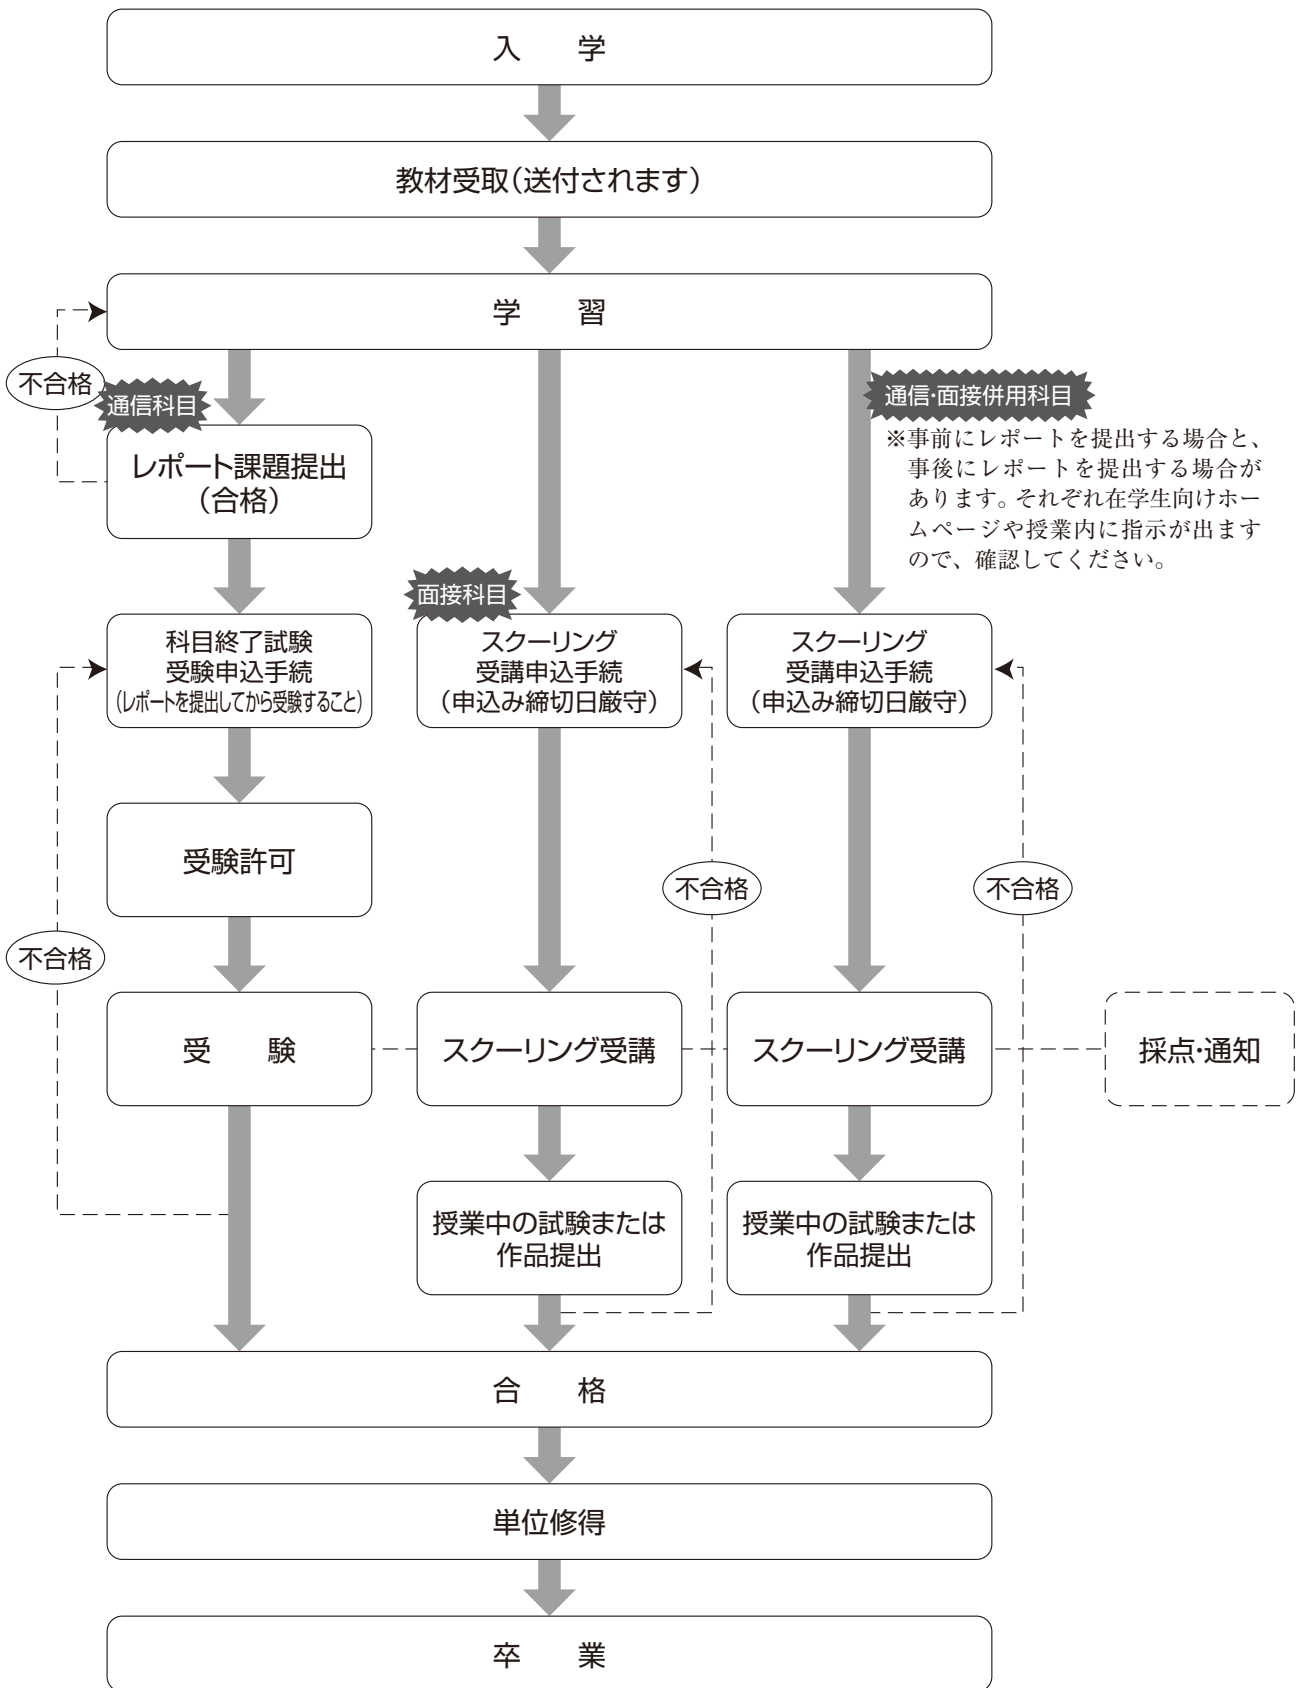 入　学
教材受取（送付されます）
学　習
不合格
通信科目
レポート課題提出
（合格）
通信・面接併用科目
※事前にレポートを提出する場合と、
事後にレポートを提出する場合が
あります。それぞれ在学生向けホー
ムページや授業内に指示が出ます
ので、確認してください。
科目終了試験
受験申込手続
（レポートを提出してから受験すること）
面接科目
スクーリング
受講申込手続
（申込み締切日厳守）
スクーリング
受講申込手続
（申込み締切日厳守）
受験許可
不合格
不合格
不合格
受　験
スクーリング受講
スクーリング受講
採点・通知
授業中の試験または
作品提出
授業中の試験または
作品提出
合　格
単位修得
卒　業